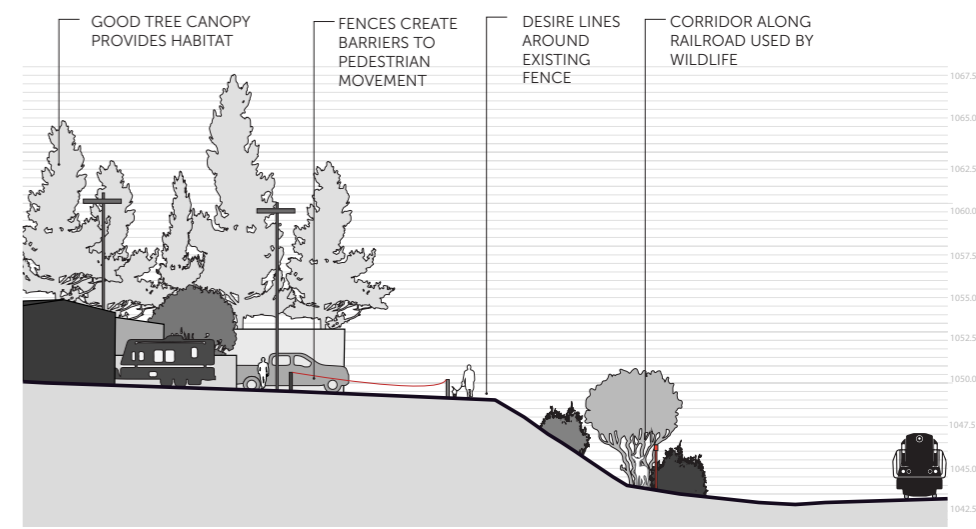 GOOD TREE CANOPY
PROVIDES HABITAT
FENCES CREATE
BARRIERS TO
PEDESTRIAN
MOVEMENT
DESIRE LINES
AROUND
EXISTING
FENCE
CORRIDOR ALONG
RAILROAD USED BY
WILDLIFE
1067.5
1065.0
1062.5
1060.0
1057.5
1055.0
1052.5
1050.0
1047.5
1045.0
1042.5